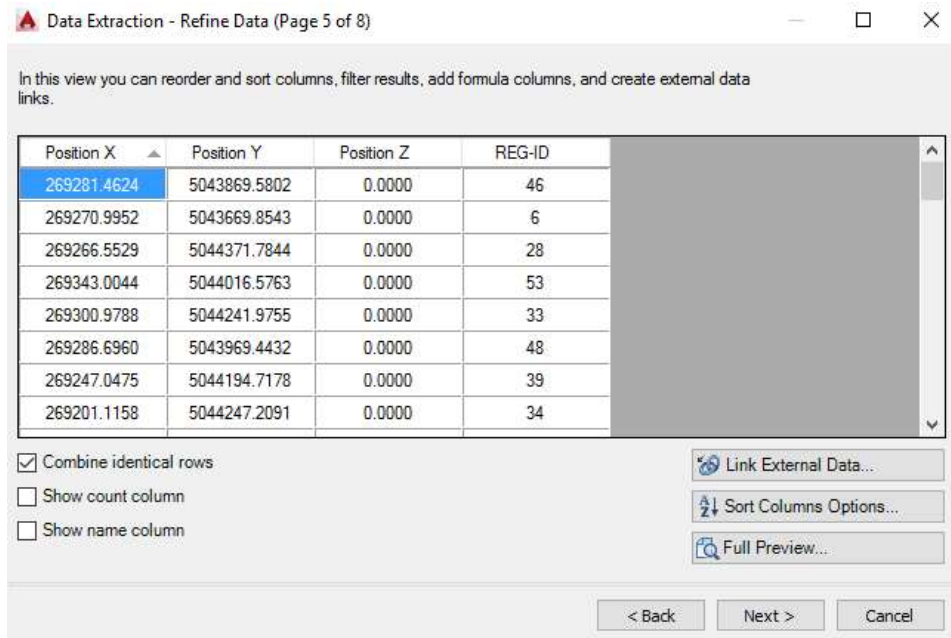 Data Extraction - Refine Data (Page 5 of 8)
In this view you can reorder and sort columns, filter results, add formula columns, and create external data
links.
Position X Position Y Position Z REG-ID
269281.4624 5043869.5802 0.0000 46
269270.9952 5043669.8543 0.0000 6
269266.5529 5044371.7844 0.0000 28
269343.0044 5044016.5763 0.0000 53
269300.9788 5044241.9755 0.0000 33
269286.6960 5043969.4432 0.0000 48
269247.0475 5044194.7178 0.0000 39
269201.1158 5044247.2091 0.0000 34
Combine identical rows
Link External Data...
Show count column
Sort Columns Options...
Show name column
Full Preview...
< Back Next > Cancel